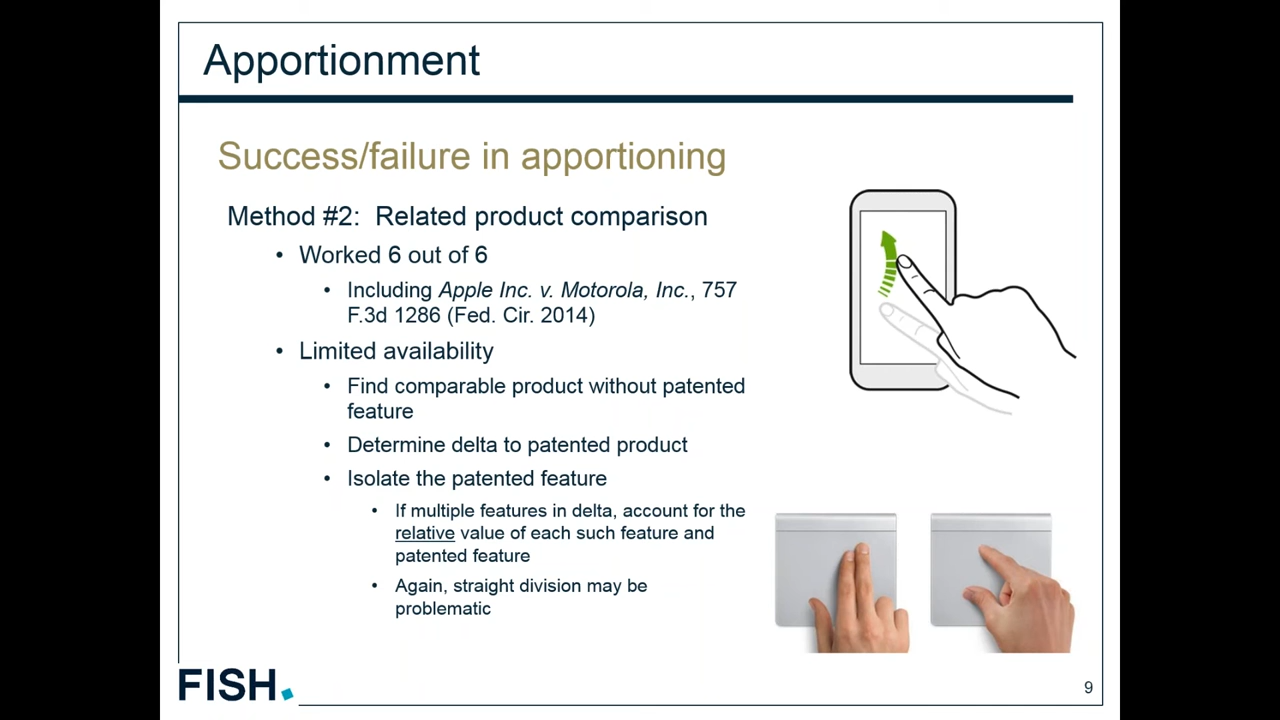 Apportionment
Success/failure in apportioning
Method #2: Related product comparison
• Worked 6 out of 6
• Including Apple Inc. v. Motorola, Inc., 757
F.3d 1286 (Fed. Cir. 2014)
• Limited availability
• Find comparable product without patented
feature
• Determine delta to patented product
• Isolate the patented feature
• If multiple features in delta, account for the
relative value of each such feature and
patented feature
• Again, straight division may be
problematic
FISH.
9